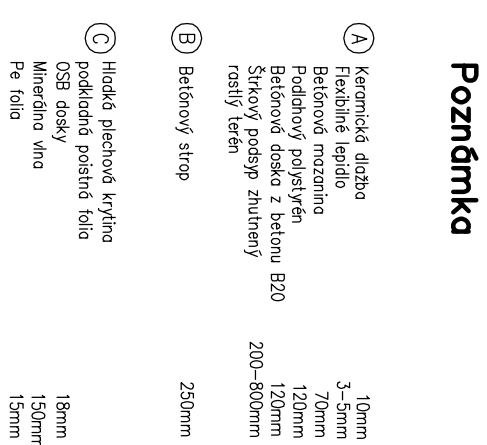 Poznámka
A Keramická dlažba 10mm
Flexibilné lepidlo 3-5mm
Betónová mazanina 70mm
Podlahový polystyrén 120mm
Betónová doska z betonu B20 120mm
Štrkový podsyp zhutnený 200-800mm
rastlý terén
B Betónový strop 250mm
C Hladká plechová krytina
podkladná poistná folia
OSB dosky 18mm
Minerálna vlna 150mm
Pe folia 15mm